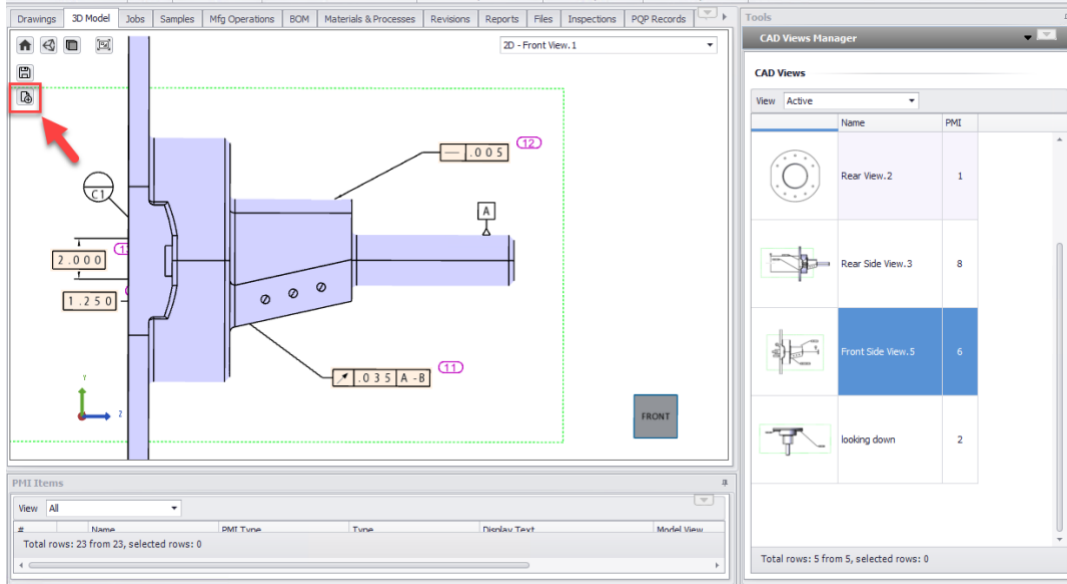 Drawings 3D Model Jobs Samples Mfg Operations BOM Materials & Processes Revisions Reports Files Inspections PQP Records
2D - Front View.1
12
.005
C1
A
2.000
1.250
11
.035 A-B
Y
Z
FRONT
PMI Items
View All
# Name PMI Type Type Display Text Model View
Total rows: 23 from 23, selected rows: 0
Tools
CAD Views Manager
CAD Views
View Active
Name PMI
Rear View.2 1
Rear Side View.3 8
Front Side View.5 6
looking down 2
Total rows: 5 from 5, selected rows: 0